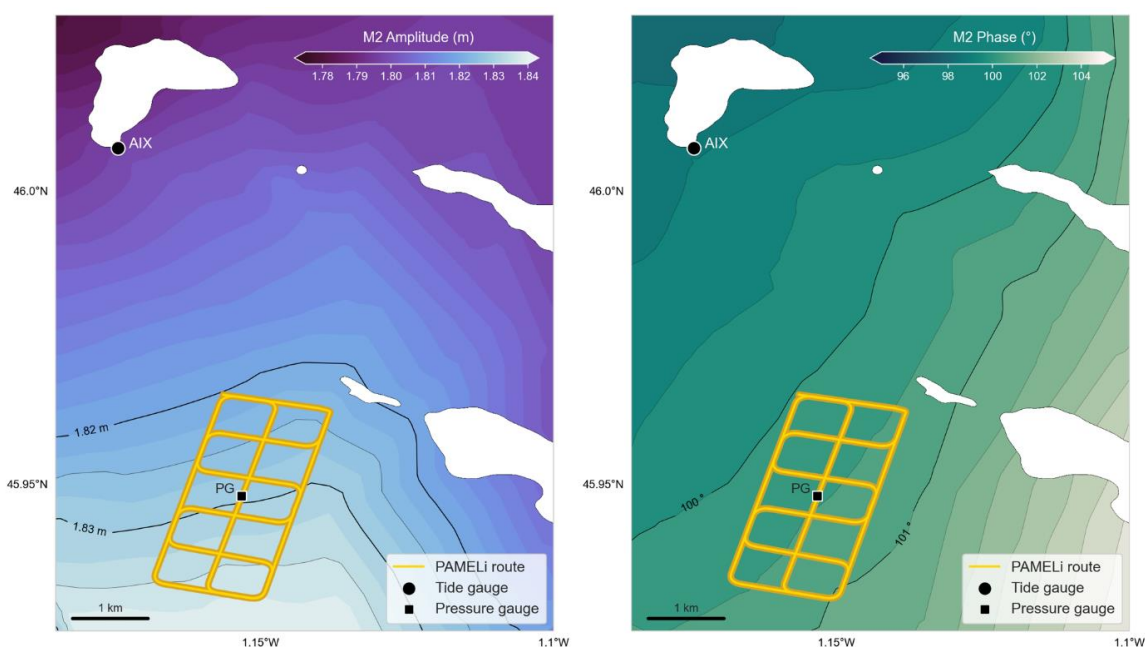 M2 Amplitude (m)
1.78 1.79 1.80 1.81 1.82 1.83 1.84
AIX
46.0°N
1.82 m
45.95°N
PG
1.83 m
PAMELi route
Tide gauge
Pressure gauge
1 km
1.15°W
1.1°W
M2 Phase (°)
96 98 100 102 104
AIX
46.0°N
45.95°N
PG
100 °
101 °
PAMELi route
Tide gauge
Pressure gauge
1 km
1.15°W
1.1°W